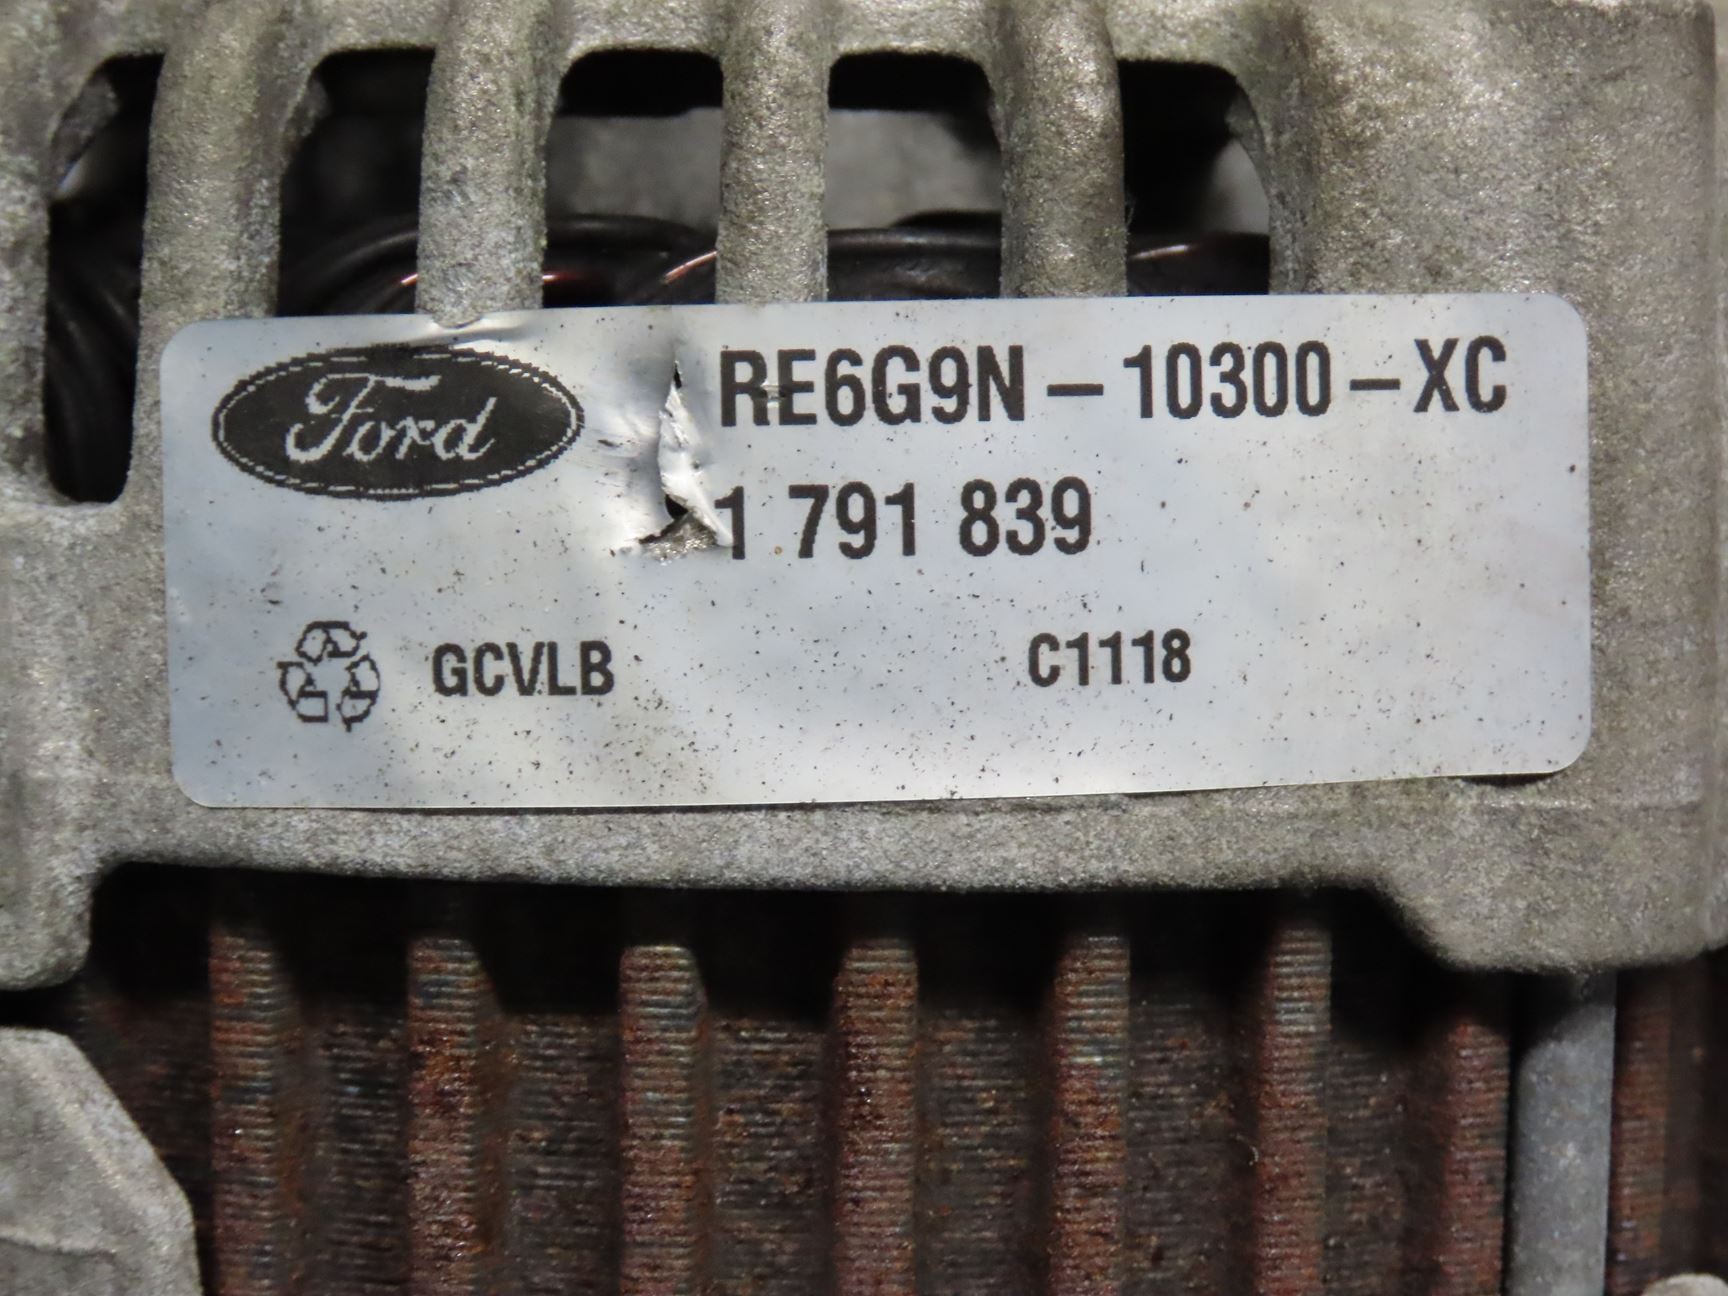 Ford
RE6G9N-10300-XC
1 791 839
GCVLB C1118